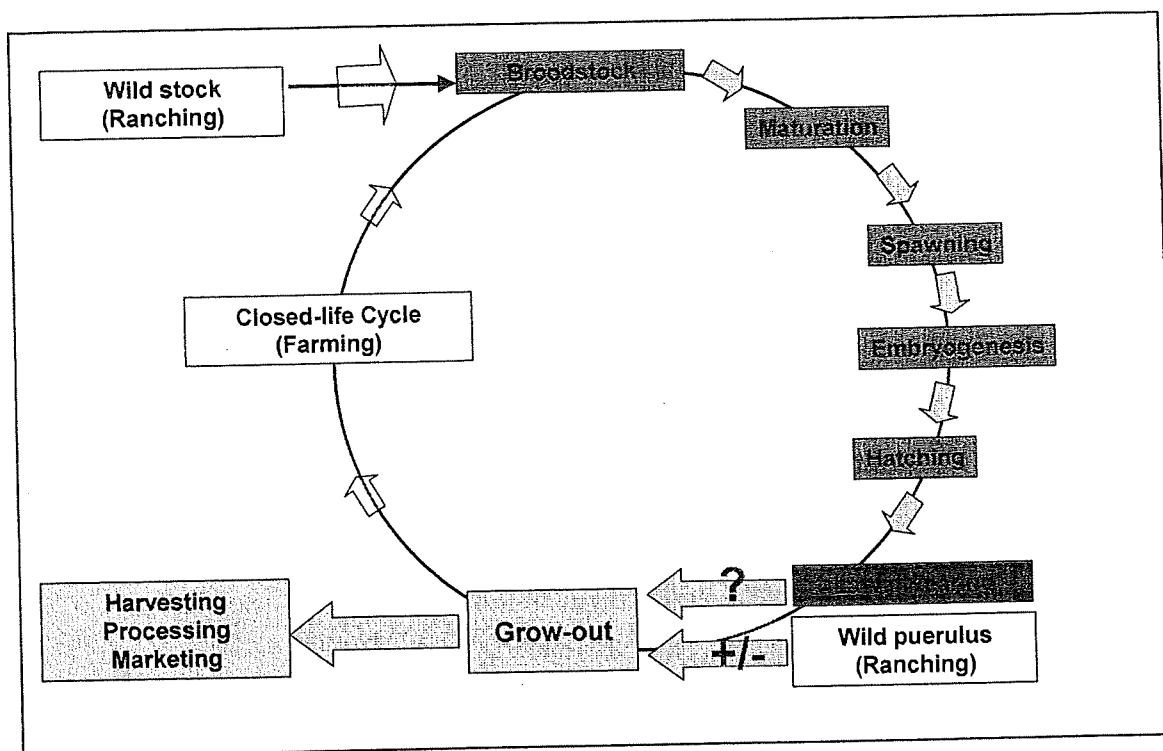 Wild stock
(Ranching)
Broodstock
Maturation
Spawning
Embryogenesis
Hatching
Closed-life Cycle
(Farming)
?
Wild puerulus
(Ranching)
+/-
Grow-out
Harvesting
Processing
Marketing